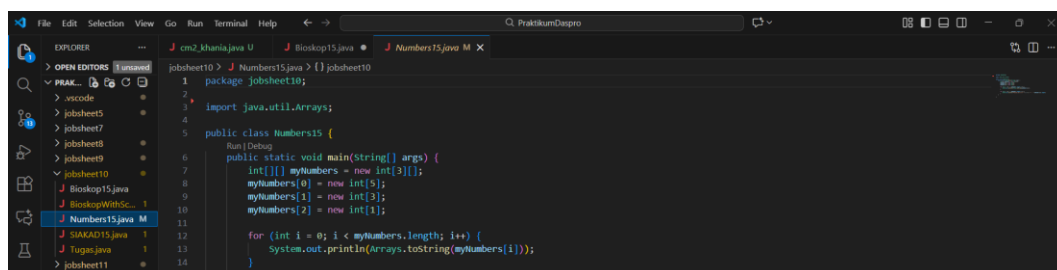 File Edit Selection View Go Run Terminal Help
PraktikumDaspro
EXPLORER
OPEN EDITORS 1 unsaved
PRAK...
.vscode
jobsheet5
jobsheet7
jobsheet8
jobsheet9
jobsheet10
J Bioskop15.java
J BioskopWithSc... 1
J Numbers15.java M
J SIAKAD15.java 1
J Tugas.java 1
jobsheet11
1
13
J cm2_khania.java U J Bioskop15.java J Numbers15.java M
jobsheet10 > J Numbers15.java > {} jobsheet10
1 package jobsheet10;
2
3 import java.util.Arrays;
4
5 public class Numbers15 {
Run | Debug
6 public static void main(String[] args) {
7 int[][] myNumbers = new int[3][];
8 myNumbers[0] = new int[5];
9 myNumbers[1] = new int[3];
10 myNumbers[2] = new int[1];
11
12 for (int i = 0; i < myNumbers.length; i++) {
13 System.out.println(Arrays.toString(myNumbers[i]));
14 }